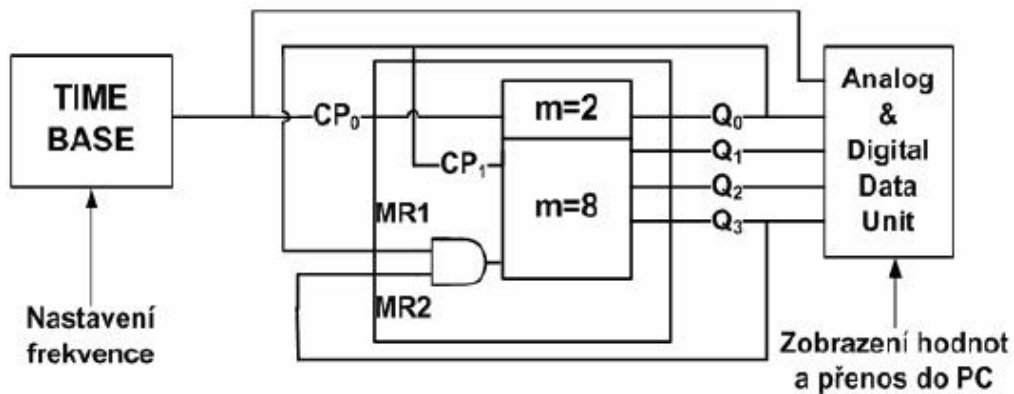 TIME
BASE
CP₀
m=2
Q₀
CP₁
Q₁
m=8
Q₂
Q₃
MR1
MR2
Analog
&
Digital
Data
Unit
Nastavení
frekvence
Zobrazení hodnot
a přenos do PC